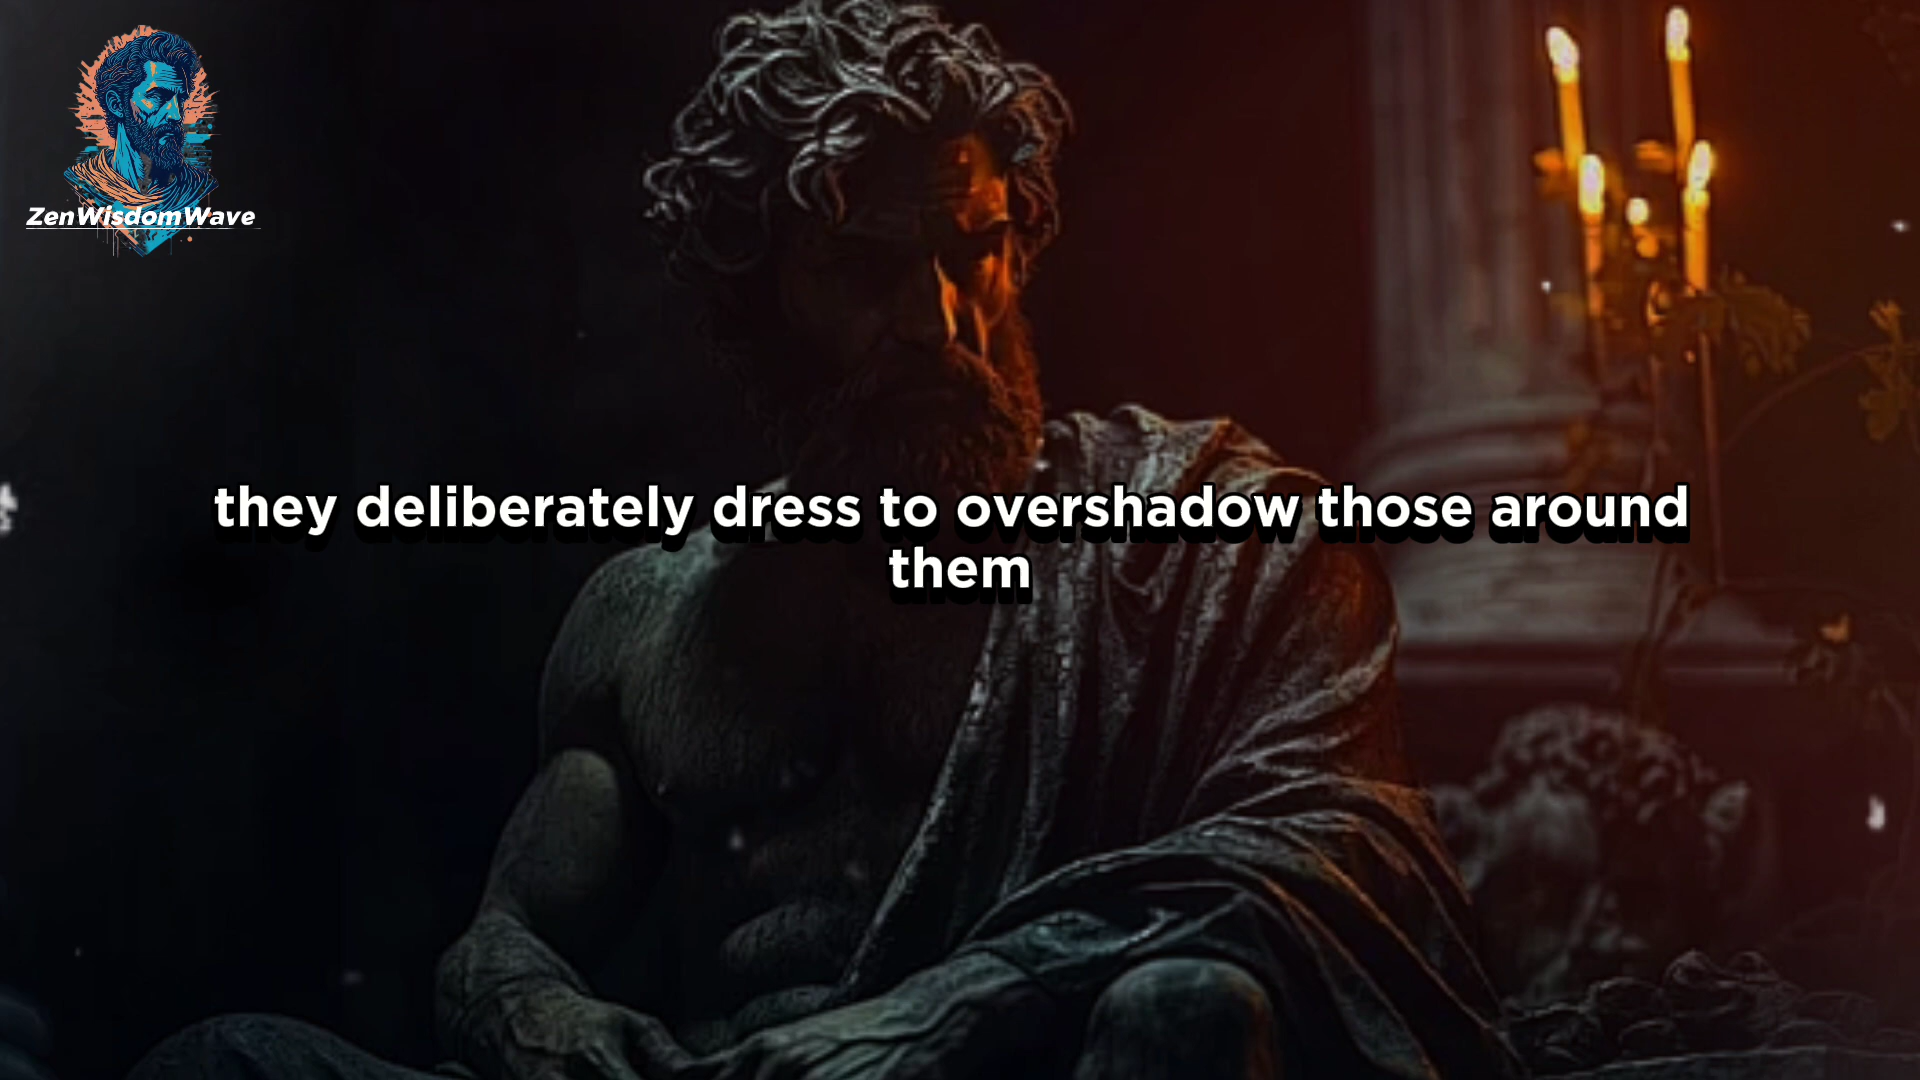 ZenWisdomWave
they deliberately dress to overshadow those around
them